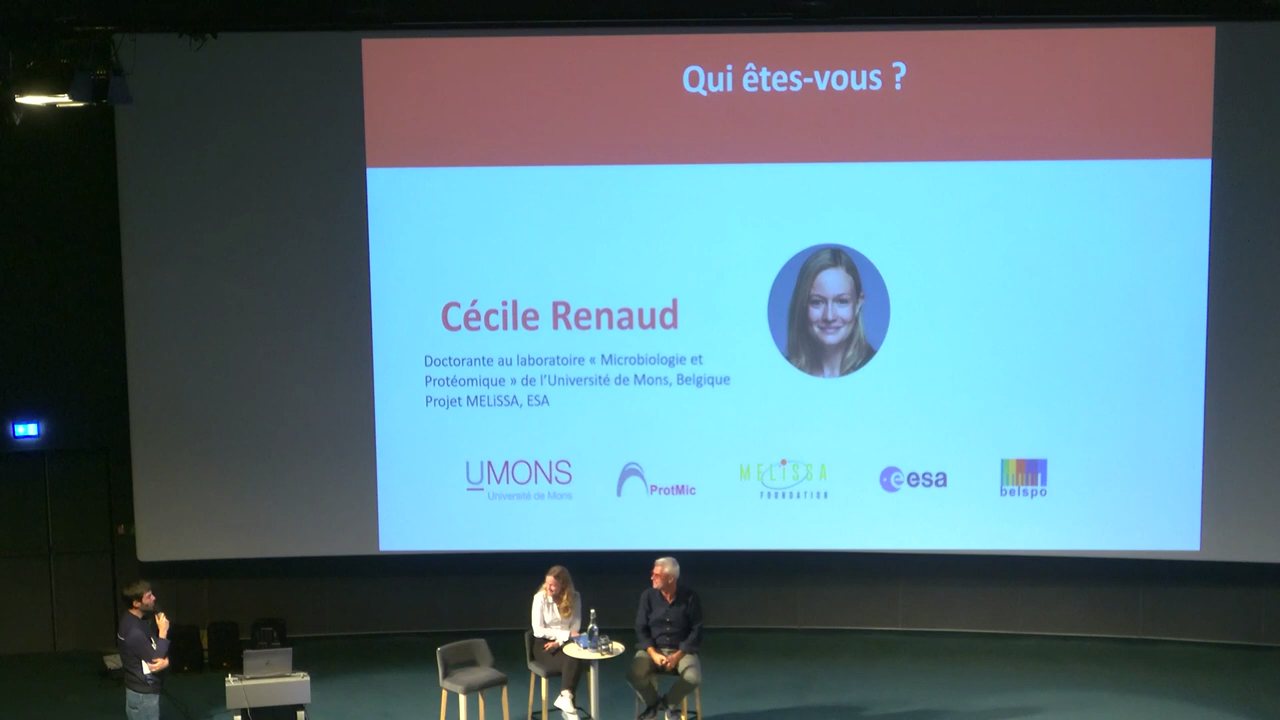 Qui êtes-vous ?
Cécile Renaud
Doctorante au laboratoire « Microbiologie et
Protéomique » de l'Université de Mons, Belgique
Projet MELiSSA, ESA
UMONS
Université de Mons
ProtMic
MELiSSA
FOUNDATION
esa
belspo